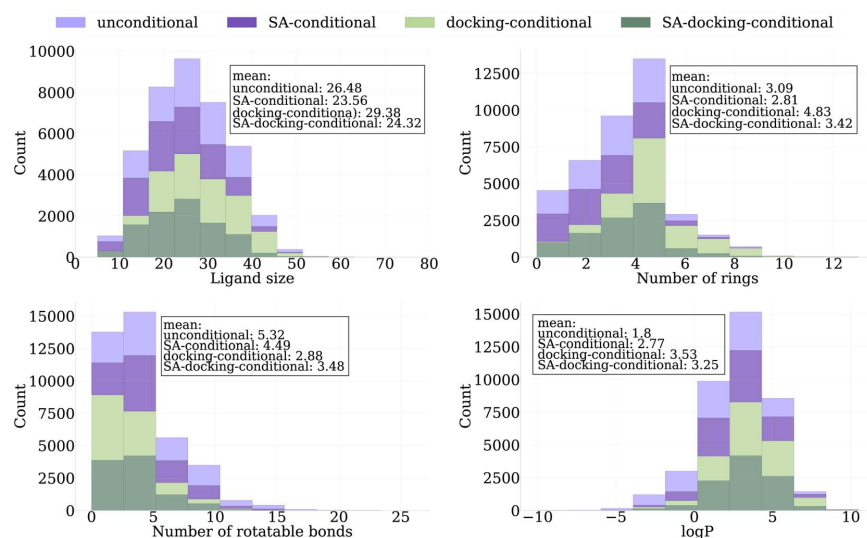 unconditional SA-conditional docking-conditional SA-docking-conditional
10000
8000
6000
4000
2000
0
Count
0 10 20 30 40 50 60 70 80
Ligand size
mean:
unconditional: 26.48
SA-conditional: 23.56
docking-conditiona): 29.38
SA-docking-conditional: 24.32
12500
10000
7500
5000
2500
0
Count
0 2 4 6 8 10 12
Number of rings
mean:
unconditional: 3.09
SA-conditional: 2.81
docking-conditional: 4.83
SA-docking-conditional: 3.42
15000
12500
10000
7500
5000
2500
0
Count
0 5 10 15 20 25
Number of rotatable bonds
mean:
unconditional: 5.32
SA-conditional: 4.49
docking-conditional: 2.88
SA-docking-conditional: 3.48
15000
12500
10000
7500
5000
2500
0
Count
−10 −5 0 5 10
logP
mean:
unconditional: 1.8
SA-conditional: 2.77
docking-conditional: 3.53
SA-docking-conditional: 3.25